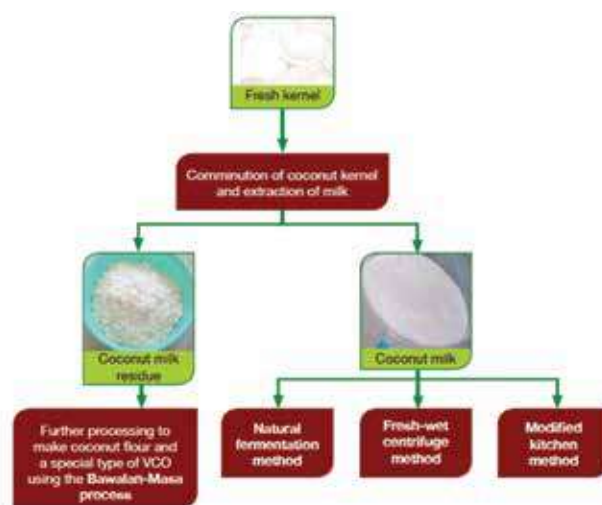 Fresh kernel
Comminution of coconut kernel
and extraction of milk
Coconut milk
residue
Coconut milk
Further processing to
make coconut flour and
a special type of VCO
using the Bawalan-Masa
process
Natural
fermentation
method
Fresh-wet
centrifuge
method
Modified
kitchen
method